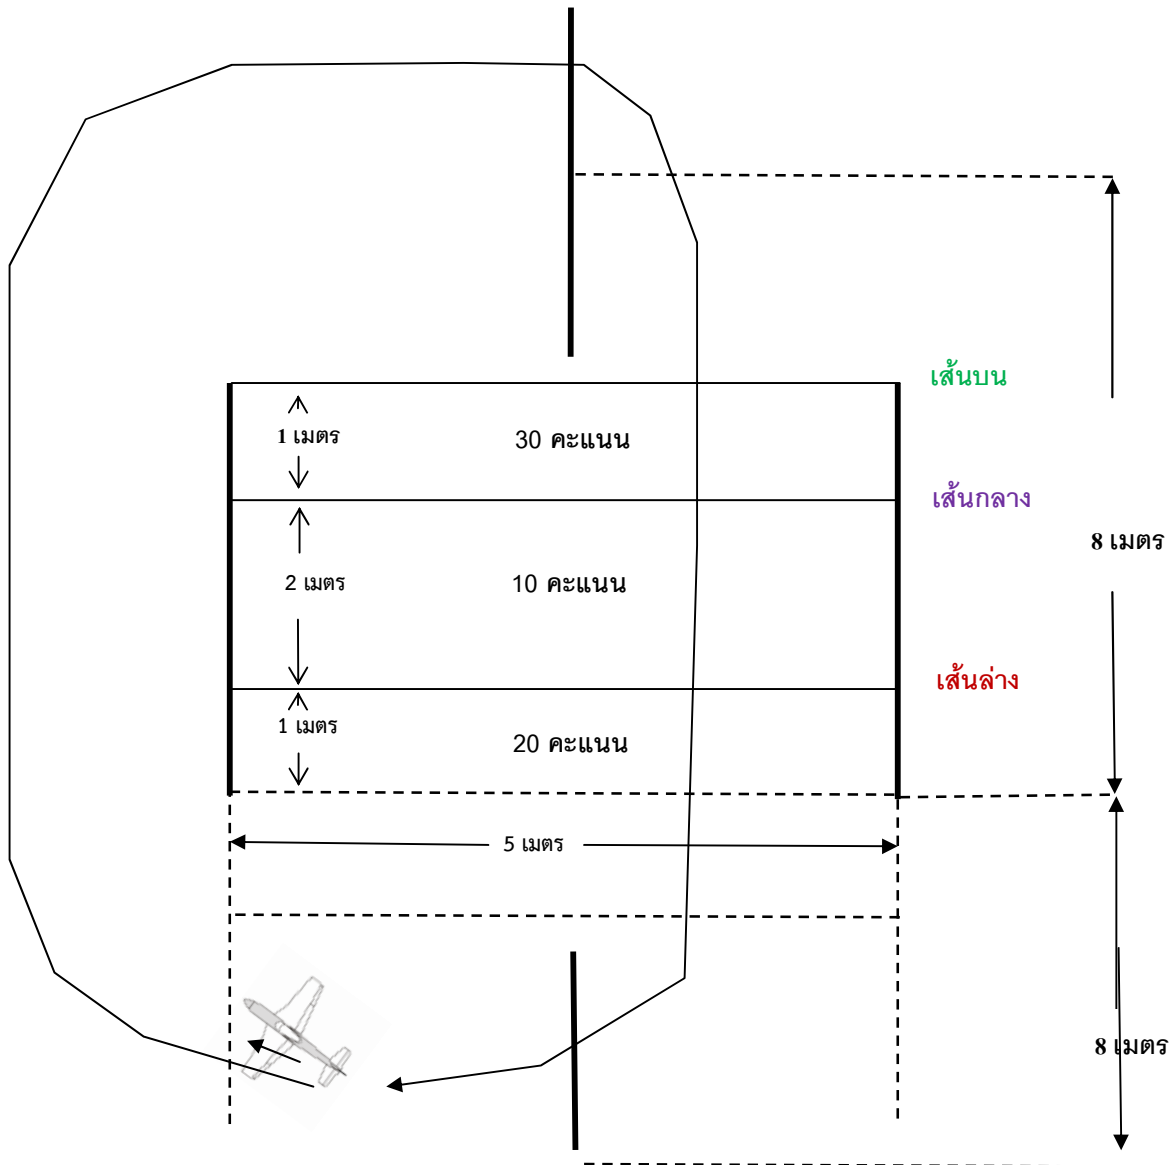 เส้นบน
1 เมตร
30 คะแนน
เส้นกลาง
8 เมตร
2 เมตร
10 คะแนน
เส้นล่าง
1 เมตร
20 คะแนน
5 เมตร
8 เมตร